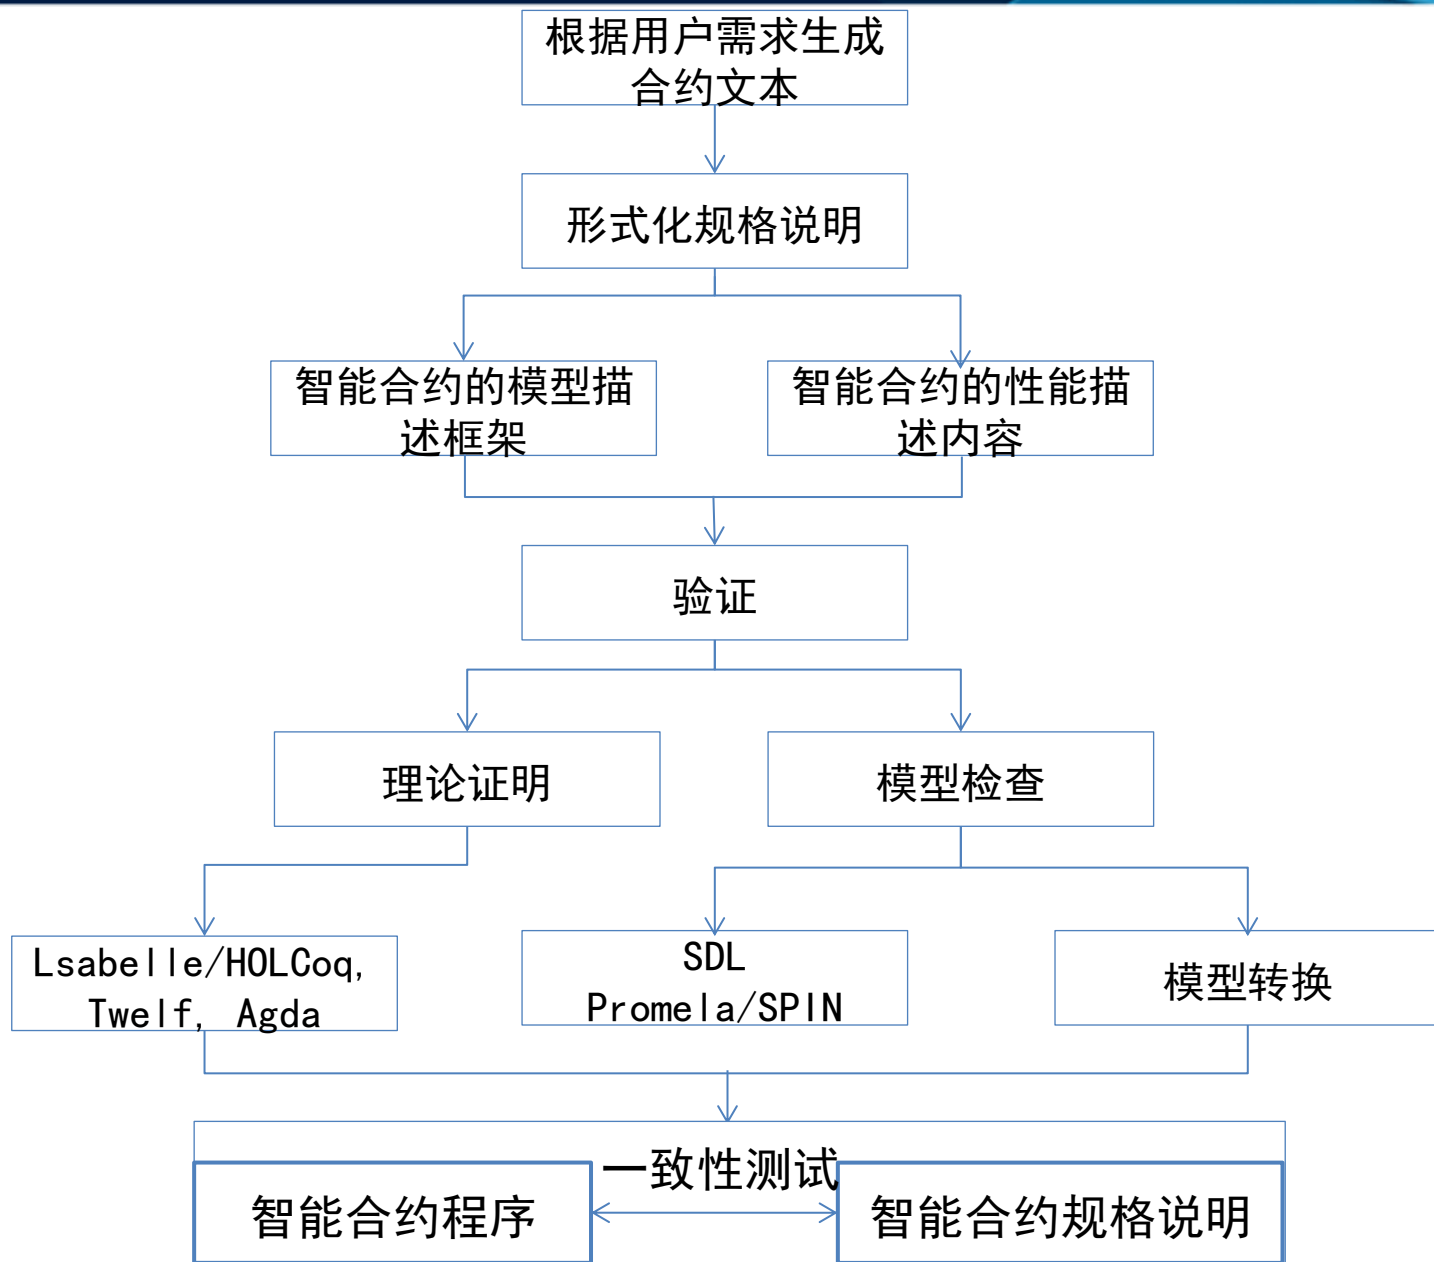 根据用户需求生成
合约文本
形式化规格说明
智能合约的模型描
述框架
智能合约的性能描
述内容
验证
理论证明
模型检查
Lsabelle/HOLCoq,
Twelf, Agda
SDL
Promela/SPIN
模型转换
一致性测试
智能合约程序
智能合约规格说明